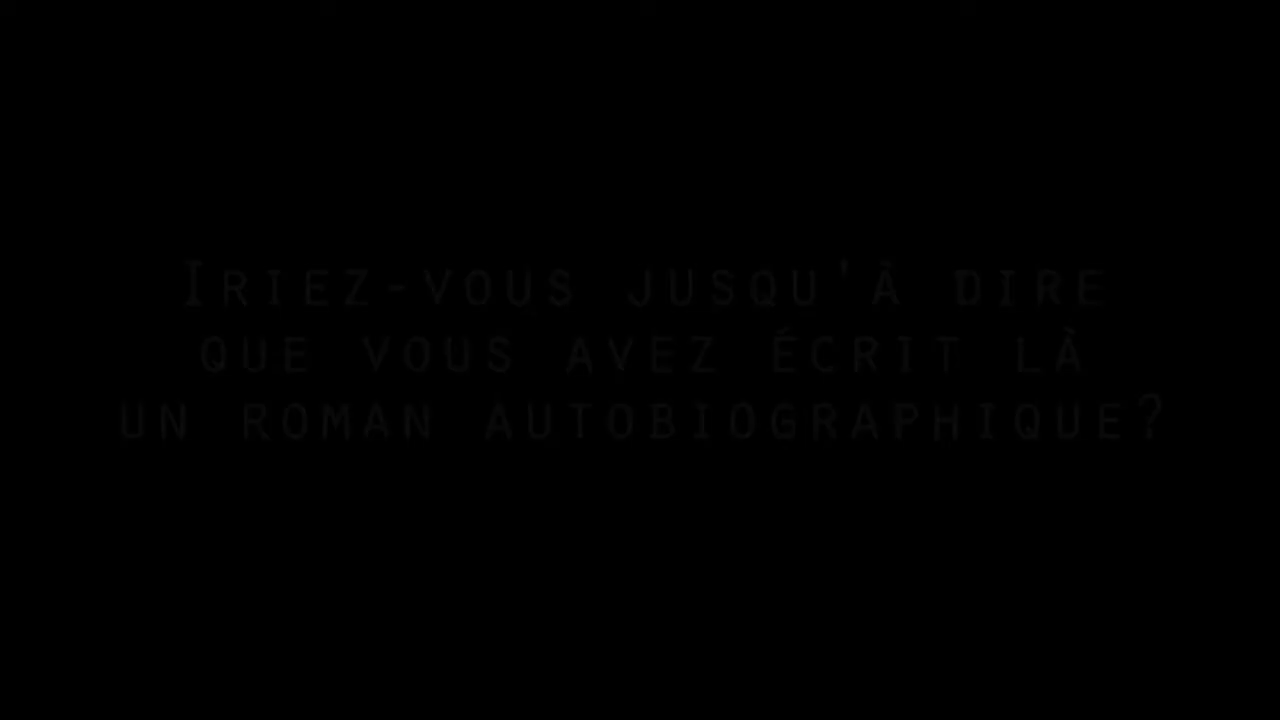 Iriez-vous jusqu'à dire
que vous avez écrit là
un roman autobiographique?